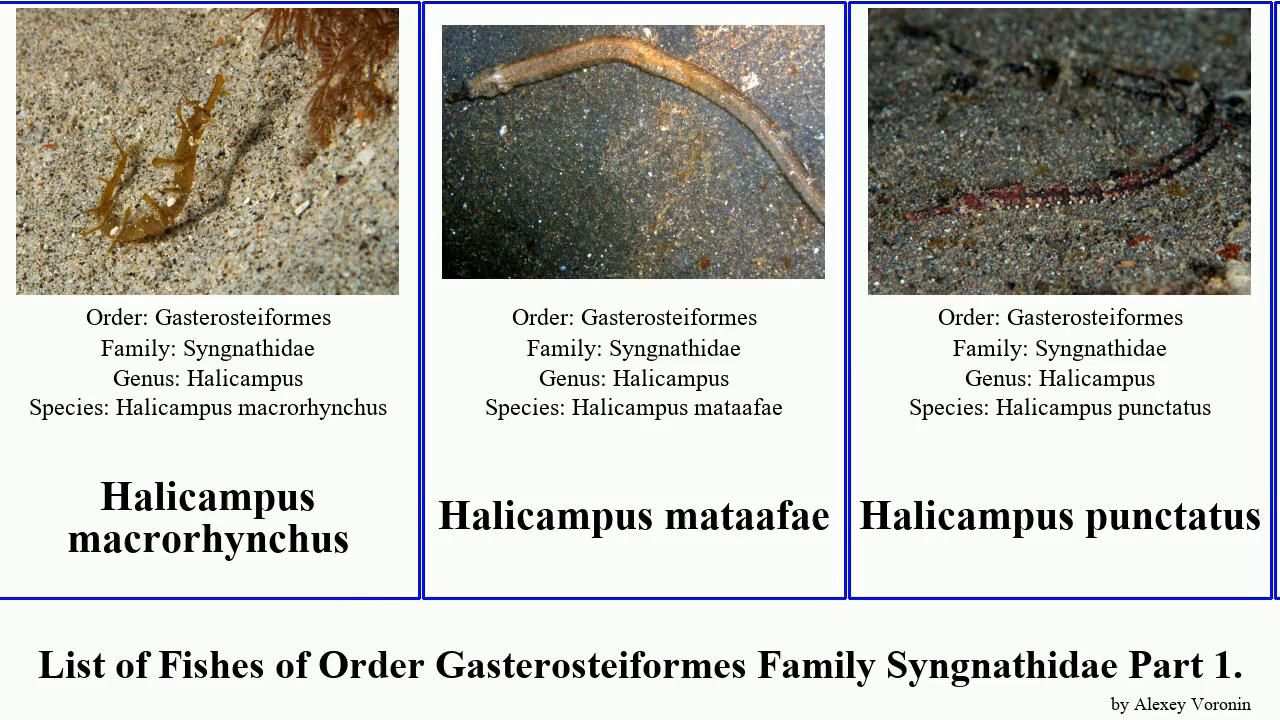 Order: Gasterosteiformes
Family: Syngnathidae
Genus: Halicampus
Species: Halicampus macrorhynchus
Halicampus
macrorhynchus
Order: Gasterosteiformes
Family: Syngnathidae
Genus: Halicampus
Species: Halicampus mataafae
Halicampus mataafae
Order: Gasterosteiformes
Family: Syngnathidae
Genus: Halicampus
Species: Halicampus punctatus
Halicampus punctatus
List of Fishes of Order Gasterosteiformes Family Syngnathidae Part 1.
by Alexey Voronin